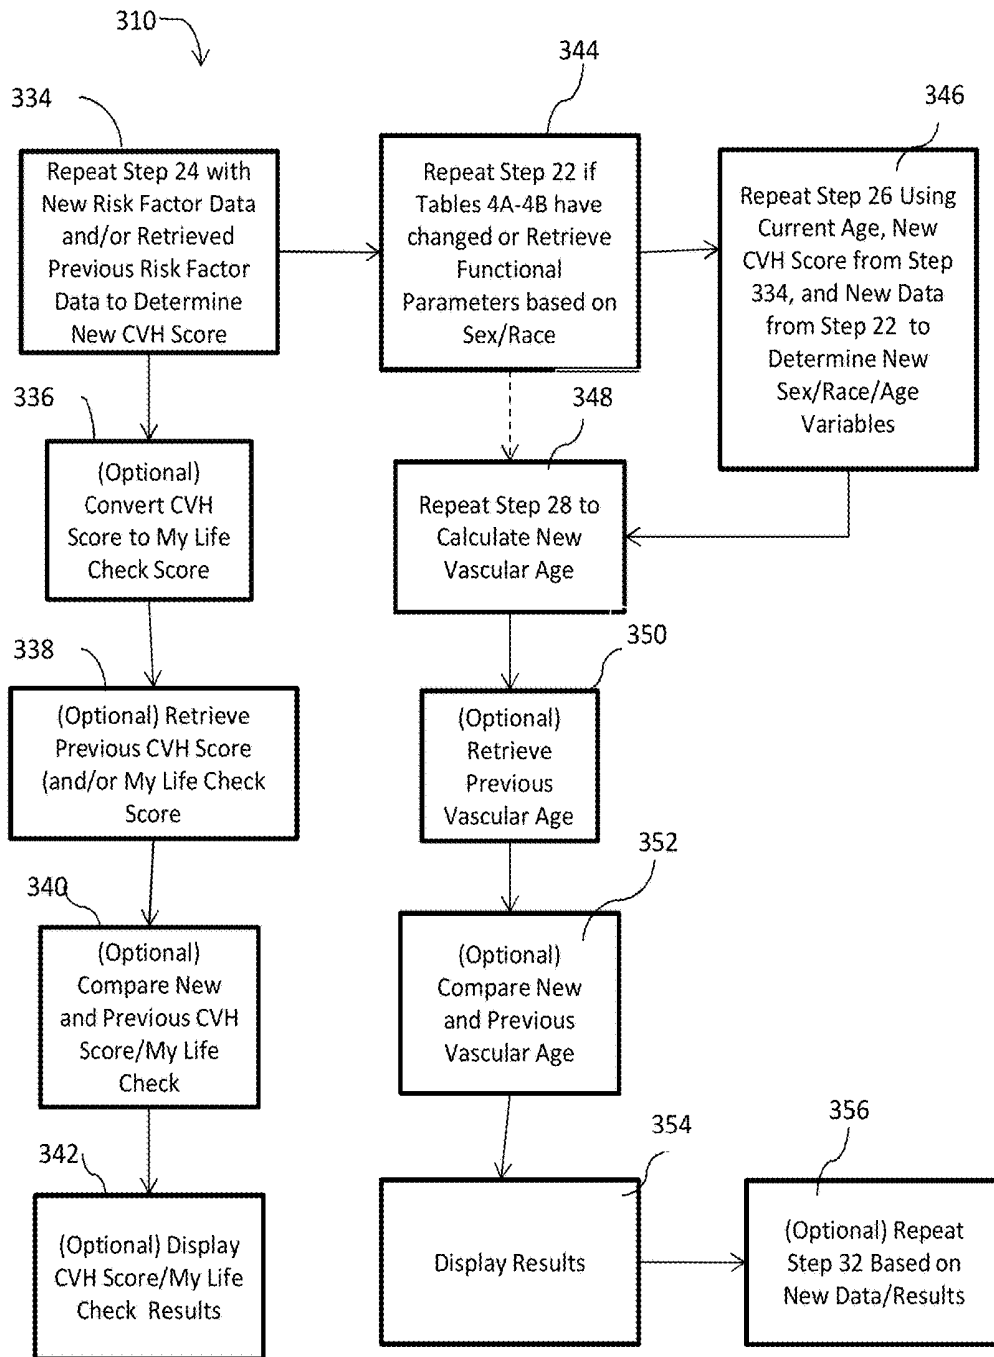 310
334
Repeat Step 24 with
New Risk Factor Data
and/or Retrieved
Previous Risk Factor
Data to Determine
New CVH Score
344
Repeat Step 22 if
Tables 4A-4B have
changed or Retrieve
Functional
Parameters based on
Sex/Race
346
Repeat Step 26 Using
Current Age, New
CVH Score from Step
334, and New Data
from Step 22 to
Determine New
Sex/Race/Age
Variables
336
(Optional)
Convert CVH
Score to My Life
Check Score
348
Repeat Step 28 to
Calculate New
Vascular Age
338
(Optional) Retrieve
Previous CVH Score
(and/or My Life Check
Score
350
(Optional)
Retrieve
Previous
Vascular Age
340
(Optional)
Compare New
and Previous CVH
Score/My Life
Check
352
(Optional)
Compare New
and Previous
Vascular Age
342
(Optional) Display
CVH Score/My Life
Check Results
354
Display Results
356
(Optional) Repeat
Step 32 Based on
New Data/Results